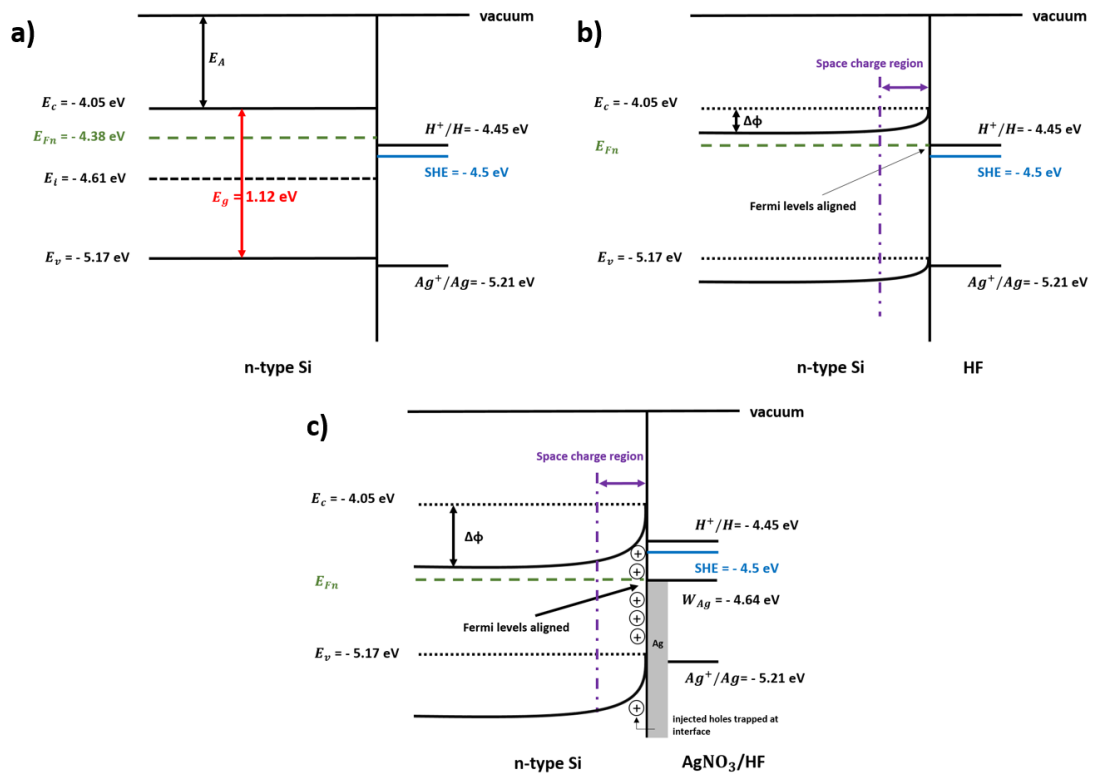 a)
vacuum
E_A
E_c = - 4.05 eV
E_Fn = - 4.38 eV
H⁺/H = - 4.45 eV
SHE = - 4.5 eV
E_i = - 4.61 eV
E_g = 1.12 eV
E_v = - 5.17 eV
Ag⁺/Ag= - 5.21 eV
n-type Si
b)
vacuum
Space charge region
E_c = - 4.05 eV
Δϕ
H⁺/H = - 4.45 eV
E_Fn
SHE = - 4.5 eV
Fermi levels aligned
E_v = - 5.17 eV
Ag⁺/Ag= - 5.21 eV
n-type Si
HF
c)
vacuum
Space charge region
E_c = - 4.05 eV
Δϕ
H⁺/H= - 4.45 eV
+
SHE = - 4.5 eV
+
E_Fn
W_Ag = - 4.64 eV
+
+
Fermi levels aligned
+
Ag
E_v = - 5.17 eV
Ag⁺/Ag= - 5.21 eV
+
injected holes trapped at
interface
n-type Si
AgNO₃/HF